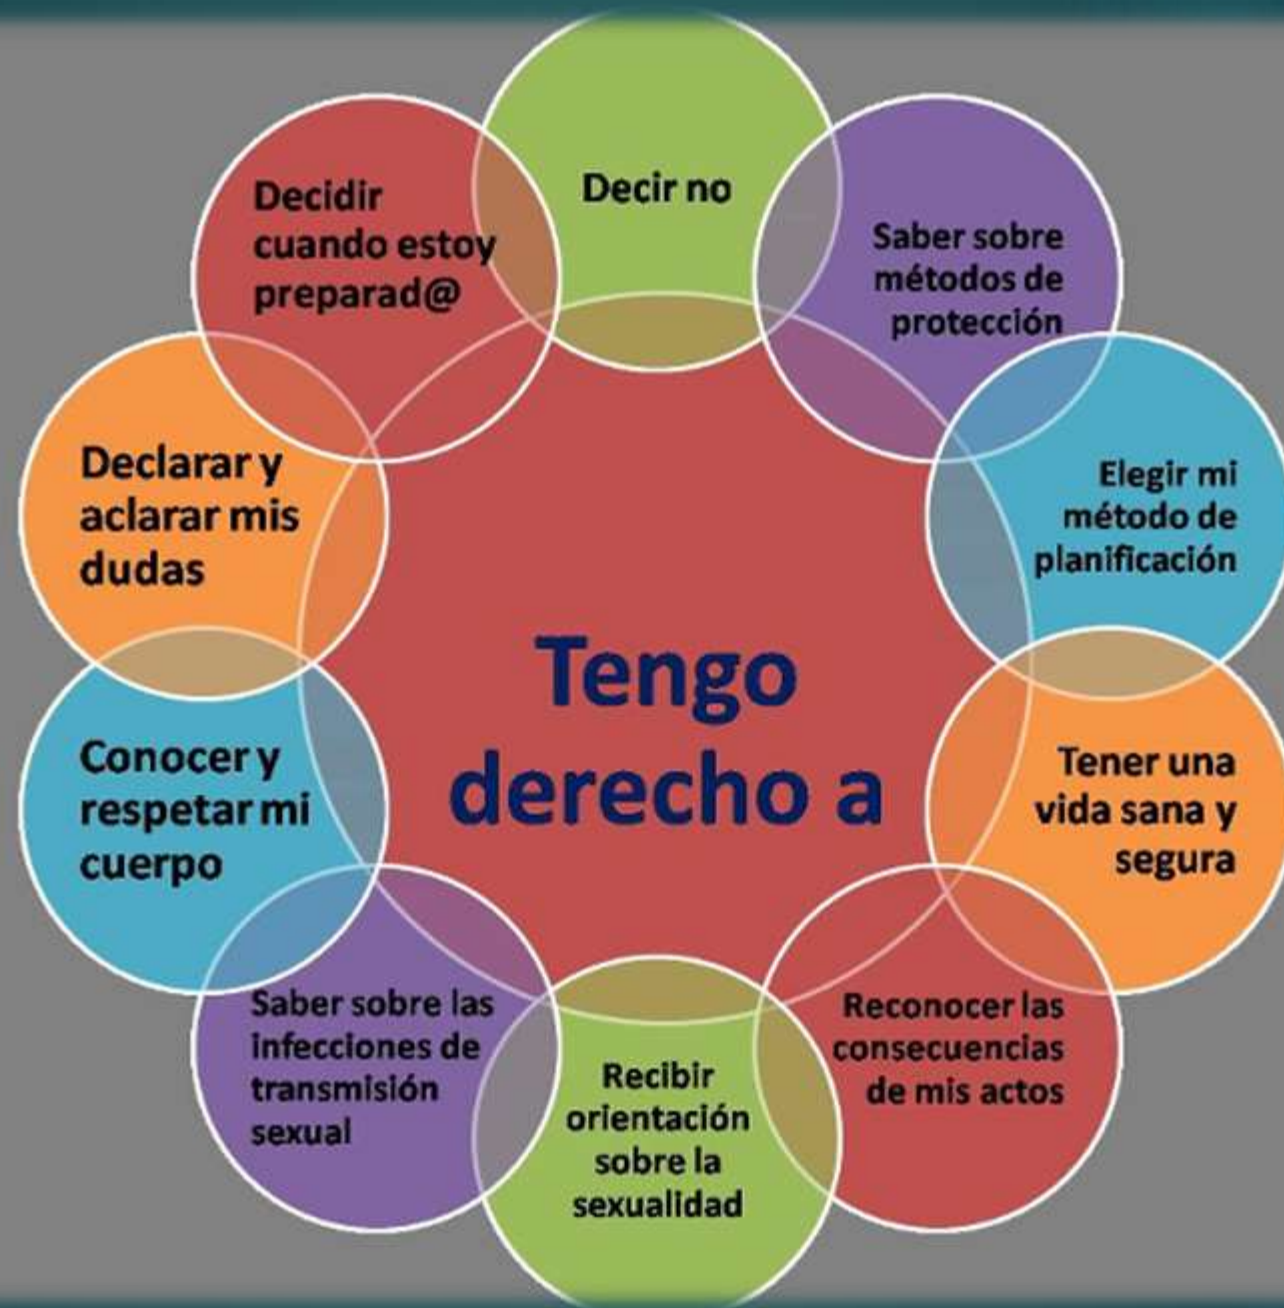 Decir no
Saber sobre
métodos de
protección
Elegir mi
método de
planificación
Tener una
vida sana y
segura
Reconocer las
consecuencias
de mis actos
Recibir
orientación
sobre la
sexualidad
Saber sobre las
infecciones de
transmisión
sexual
Conocer y
respetar mi
cuerpo
Declarar y
aclarar mis
dudas
Decidir
cuando estoy
preparad@
Tengo
derecho a